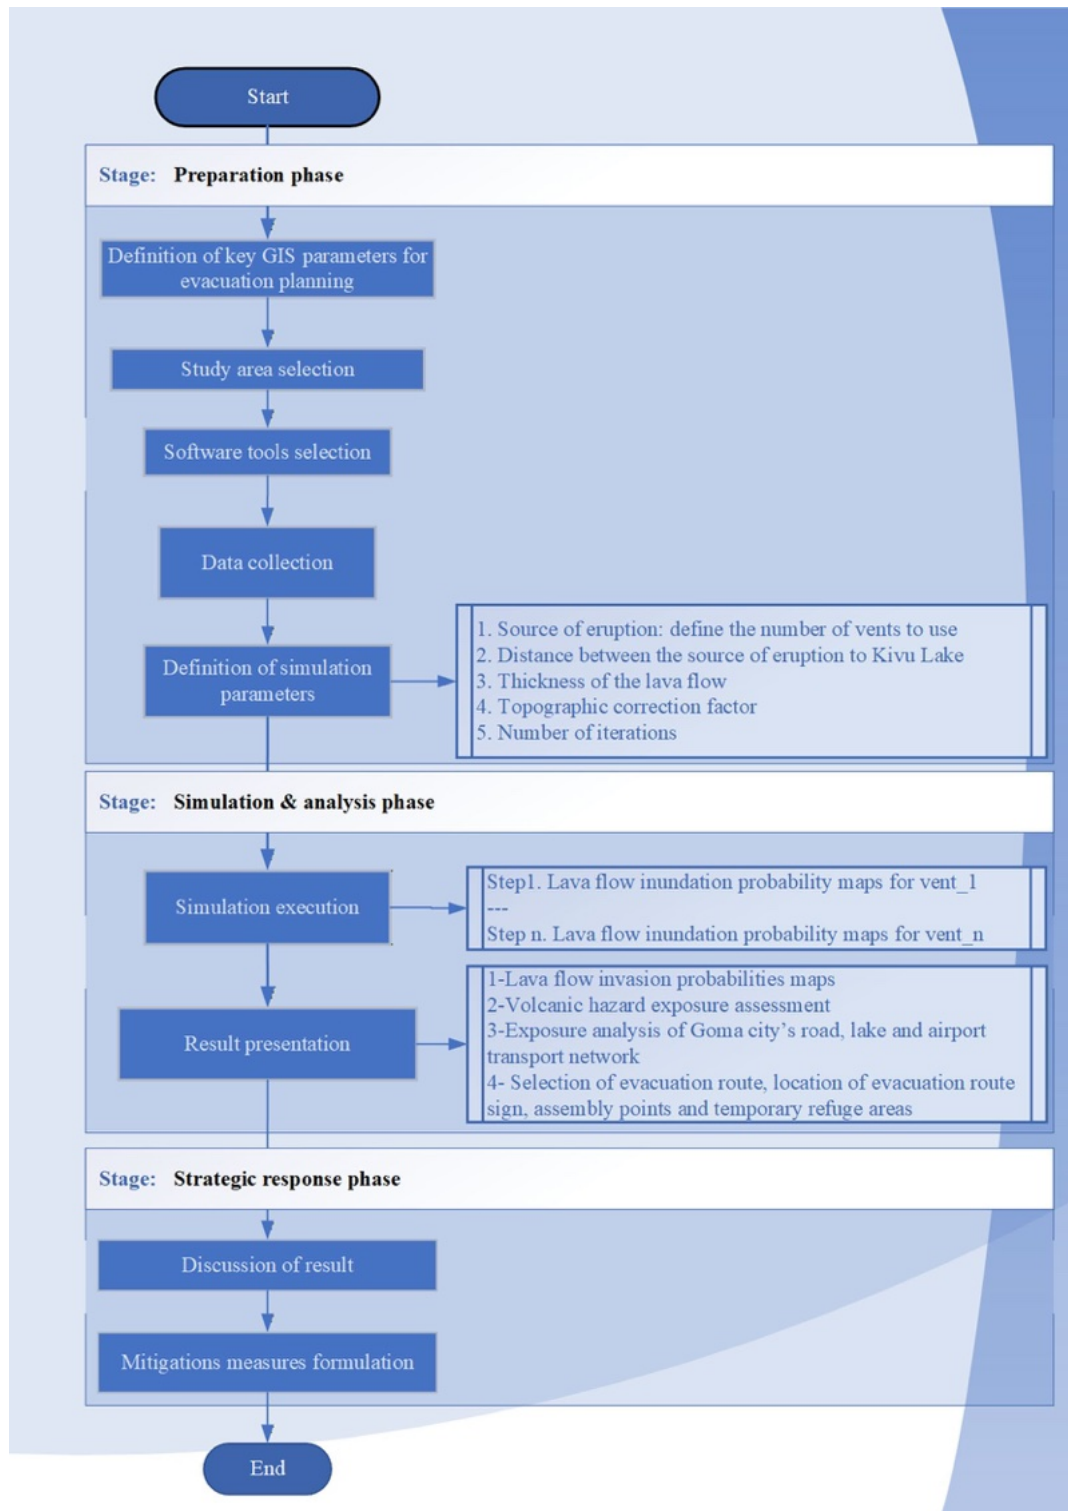 Start
Stage: Preparation phase
Definition of key GIS parameters for
evacuation planning
Study area selection
Software tools selection
Data collection
Definition of simulation
parameters
1. Source of eruption: define the number of vents to use
2. Distance between the source of eruption to Kivu Lake
3. Thickness of the lava flow
4. Topographic correction factor
5. Number of iterations
Stage: Simulation & analysis phase
Simulation execution
Step1. Lava flow inundation probability maps for vent_1
---
Step n. Lava flow inundation probability maps for vent_n
Result presentation
1-Lava flow invasion probabilities maps
2-Volcanic hazard exposure assessment
3-Exposure analysis of Goma city’s road, lake and airport
transport network
4- Selection of evacuation route, location of evacuation route
sign, assembly points and temporary refuge areas
Stage: Strategic response phase
Discussion of result
Mitigations measures formulation
End